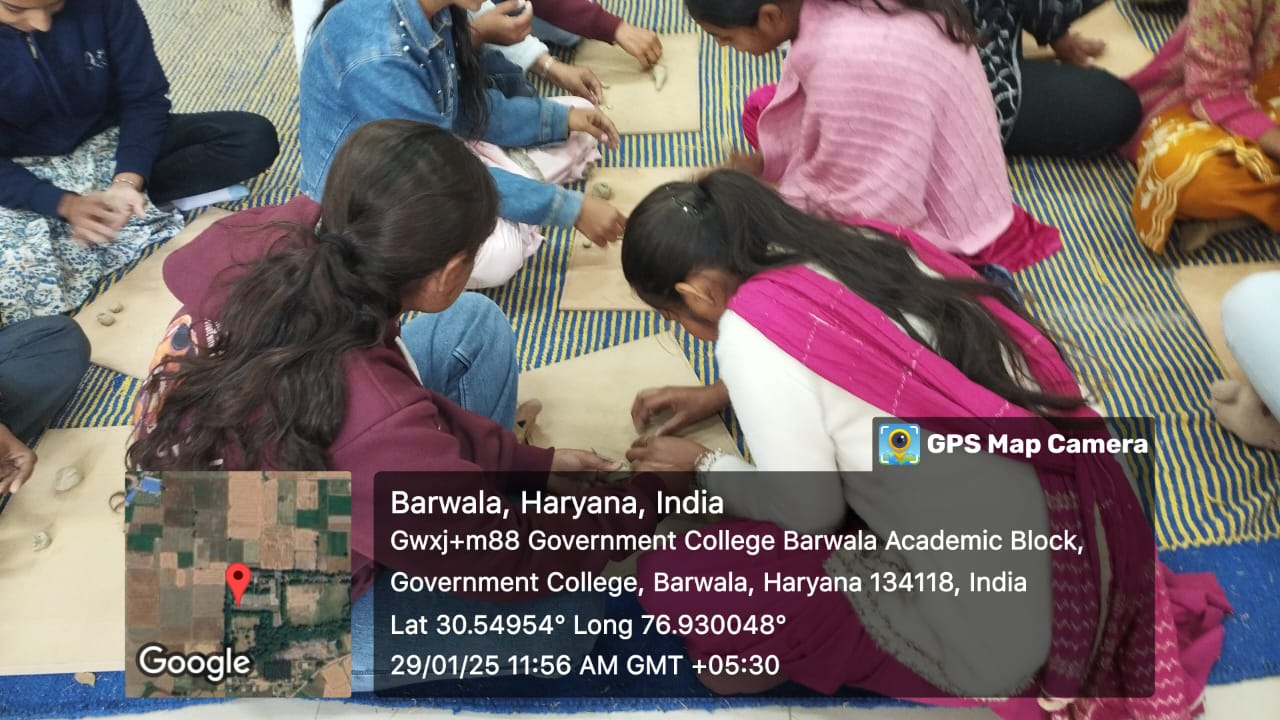 GPS Map Camera
Barwala, Haryana, India
Gwxj+m88 Government College Barwala Academic Block,
Government College, Barwala, Haryana 134118, India
Lat 30.54954° Long 76.930048°
29/01/25 11:56 AM GMT +05:30
Google